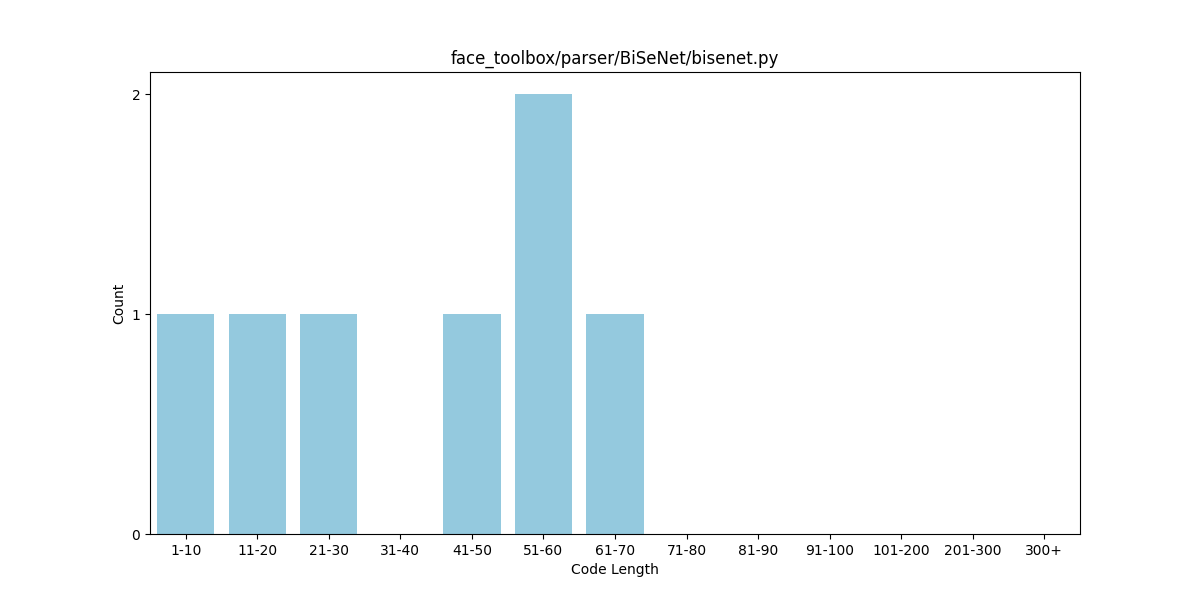 face_toolbox/parser/BiSeNet/bisenet.py
2
1
0
Count
1-10 11-20 21-30 31-40 41-50 51-60 61-70 71-80 81-90 91-100 101-200 201-300 300+
Code Length